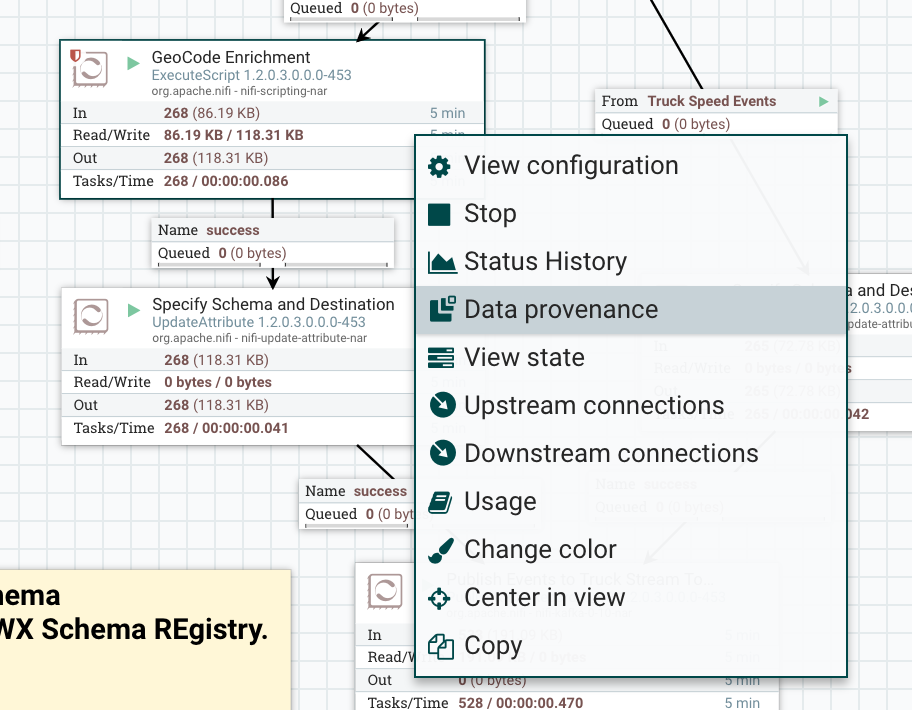 Queued 0 (0 bytes)
GeoCode Enrichment
ExecuteScript 1.2.0.3.0.0.0-453
org.apache.nifi - nifi-scripting-nar
In 268 (86.19 KB) 5 min
Read/Write 86.19 KB / 118.31 KB 5 min
Out 268 (118.31 KB)
Tasks/Time 268 / 00:00:00.086
Name success
Queued 0 (0 bytes)
From Truck Speed Events
Queued 0 (0 bytes)
View configuration
Stop
Status History
Data provenance
View state
Upstream connections
Downstream connections
Usage
Change color
Center in view
Copy
Specify Schema and Destination
UpdateAttribute 1.2.0.3.0.0.0-453
org.apache.nifi - nifi-update-attribute-nar
In 268 (118.31 KB)
Read/Write 0 bytes / 0 bytes
Out 268 (118.31 KB)
Tasks/Time 268 / 00:00:00.041
a and Des
2.0.3.0.0
pdate-attribu
In 265 (72.78 KB)
Read/Write 0 bytes / 0 bytes
Out 265 (72.78 KB)
265 / 00:00:00.042
Name success
Queued 0 (0 byt
Name success
Queued 0 (0 bytes)
Publish Events to Truck Stream To...
In
Read/W 0 bytes 5 min
Out 0 (0 bytes) 5 min
Tasks/Time 528 / 00:00:00.470 5 min
hema
WX Schema REgistry.